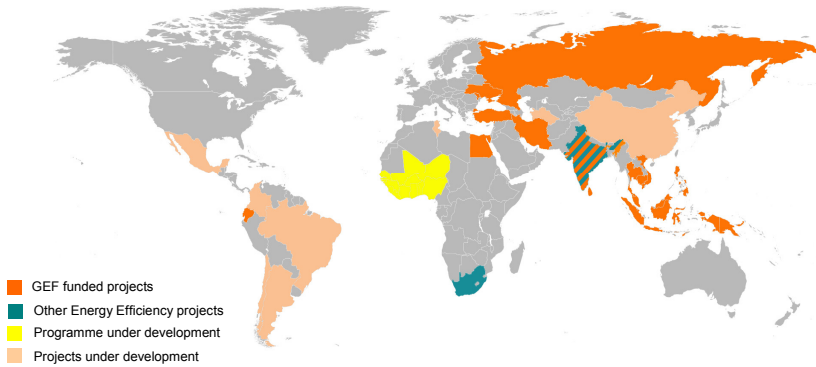 GEF funded projects
Other Energy Efficiency projects
Programme under development
Projects under development